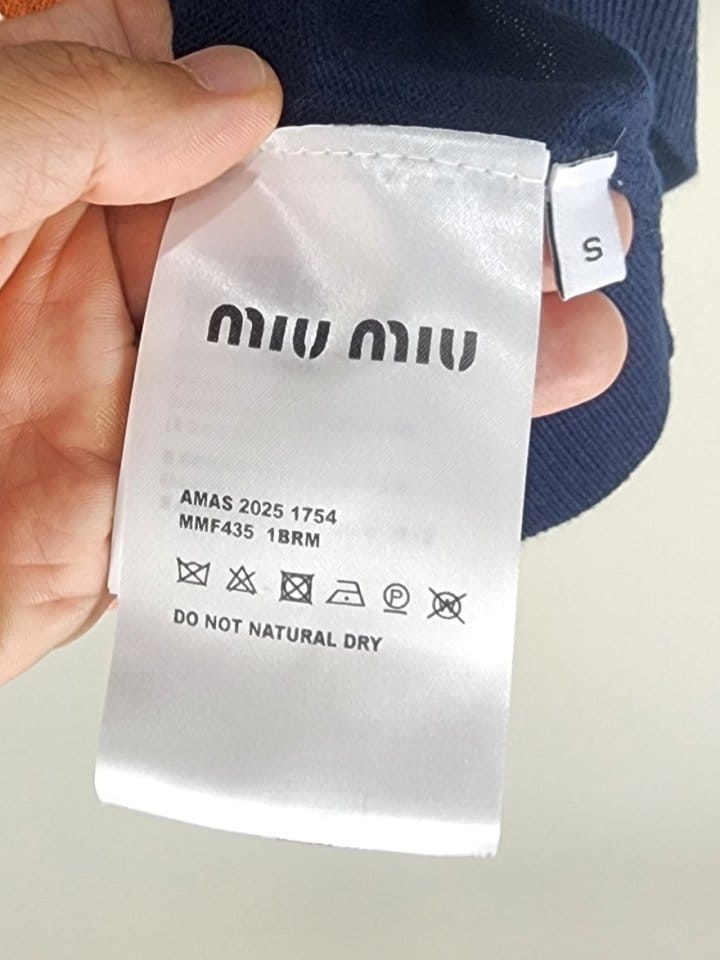 miu miu
S
AMAS 2025 1754
MMF435 1BRM
P
W
DO NOT NATURAL DRY